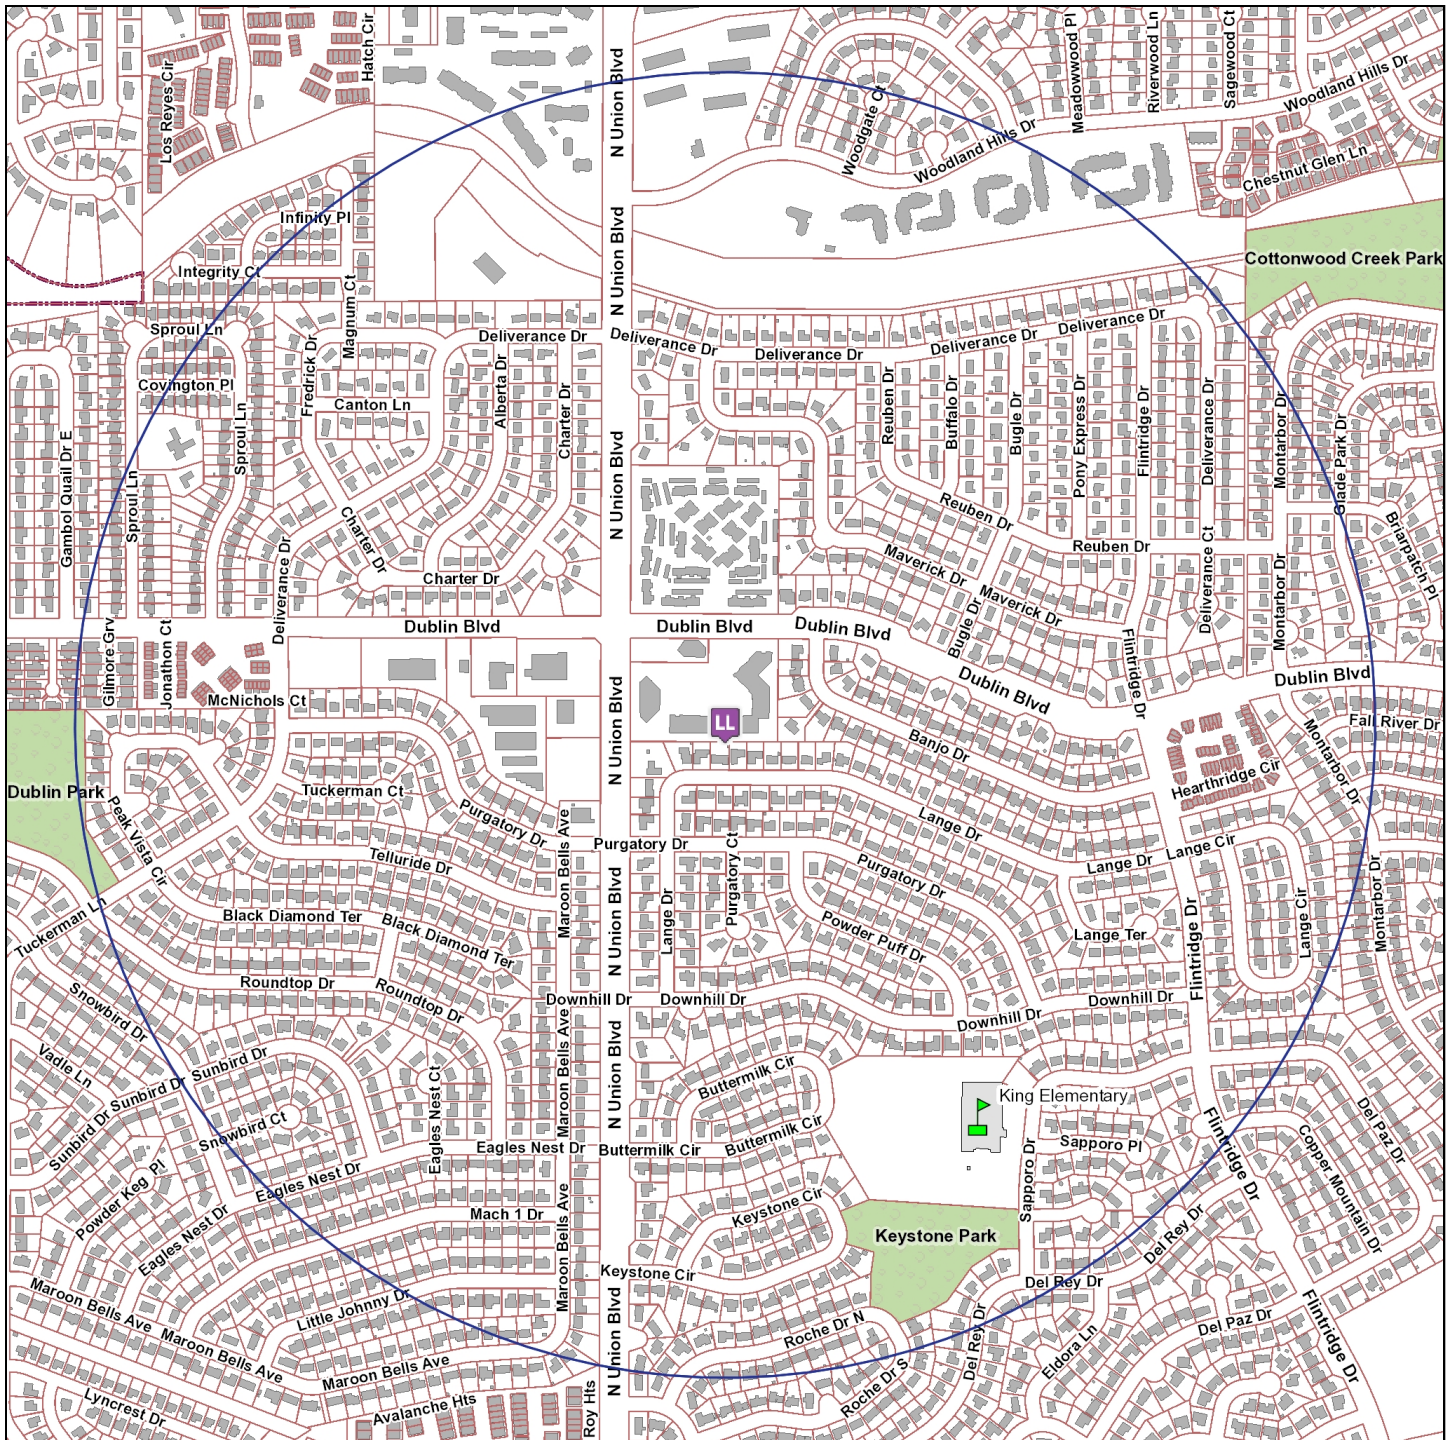 Los Reyes Cir
Hatch Cir
N Union Blvd
Woodgate Ct
Woodland Hills Dr
Meadowwood Pl
Riverwood Ln
Sagewood Ct
Woodland Hills Dr
Chestnut Glen Ln
Infinity Pl
Integrity Ct
Magnum Ct
N Union Blvd
Cottonwood Creek Park
Sproul Ln
Fredrick Dr
Deliverance Dr
Deliverance Dr
Deliverance Dr
Deliverance Dr
Deliverance Dr
Covington Pl
Canton Ln
Alberta Dr
Charter Dr
Reuben Dr
Buffalo Dr
Bugle Dr
Pony Express Dr
Flintridge Dr
Deliverance Dr
Montarbor Dr
Glade Park Dr
Gambol Quail Dr E
Sproul Ln
Sproul Ln
N Union Blvd
Charter Dr
Reuben Dr
Reuben Dr
Briarpatch Pl
Deliverance Dr
Charter Dr
Maverick Dr
Maverick Dr
Deliverance Ct
Montarbor Dr
Dublin Blvd
Dublin Blvd
Dublin Blvd
Bugle Dr
Flintridge Dr
Gilmore Grv
Jonathon Ct
McNichols Ct
N Union Blvd
LL
Dublin Blvd
Dublin Blvd
Fall River Dr
Banjo Dr
Montarbor Dr
Hearthridge Cir
Dublin Park
Peak Vista Cir
Tuckerman Ct
Purgatory Dr
Maroon Bells Ave
Purgatory Dr
Purgatory Ct
Lange Dr
Lange Dr
Lange Cir
Telluride Dr
Purgatory Dr
Tuckerman Ln
Black Diamond Ter
Black Diamond Ter
N Union Blvd
Lange Dr
Powder Puff Dr
Lange Ter
Flintridge Dr
Lange Cir
Montarbor Dr
Roundtop Dr
Roundtop Dr
Downhill Dr
Downhill Dr
Downhill Dr
Downhill Dr
Snowbird Dr
Vadle Ln
Sunbird Dr
Sunbird Dr
Sunbird Dr
Snowbird Ct
Eagles Nest Ct
Maroon Bells Ave
N Union Blvd
Buttermilk Cir
King Elementary
Eagles Nest Dr
Buttermilk Cir
Buttermilk Cir
Sapporo Pl
Sapporo Dr
Flintridge Dr
Copper Mountain Dr
Del Paz Dr
Powder Keg Pl
Eagles Nest Dr
Eagles Nest Dr
Mach 1 Dr
Maroon Bells Ave
Keystone Cir
Keystone Park
Del Rey Dr
Keystone Cir
Del Rey Dr
Maroon Bells Ave
Maroon Bells Ave
Little Johnny Dr
N Union Blvd
Roche Dr N
Del Rey Dr
Eldora Ln
Del Paz Dr
Flintridge Dr
Maroon Bells Ave
Roche Dr S
Lyncrest Dr
Avalanche Hts
Roy Hts